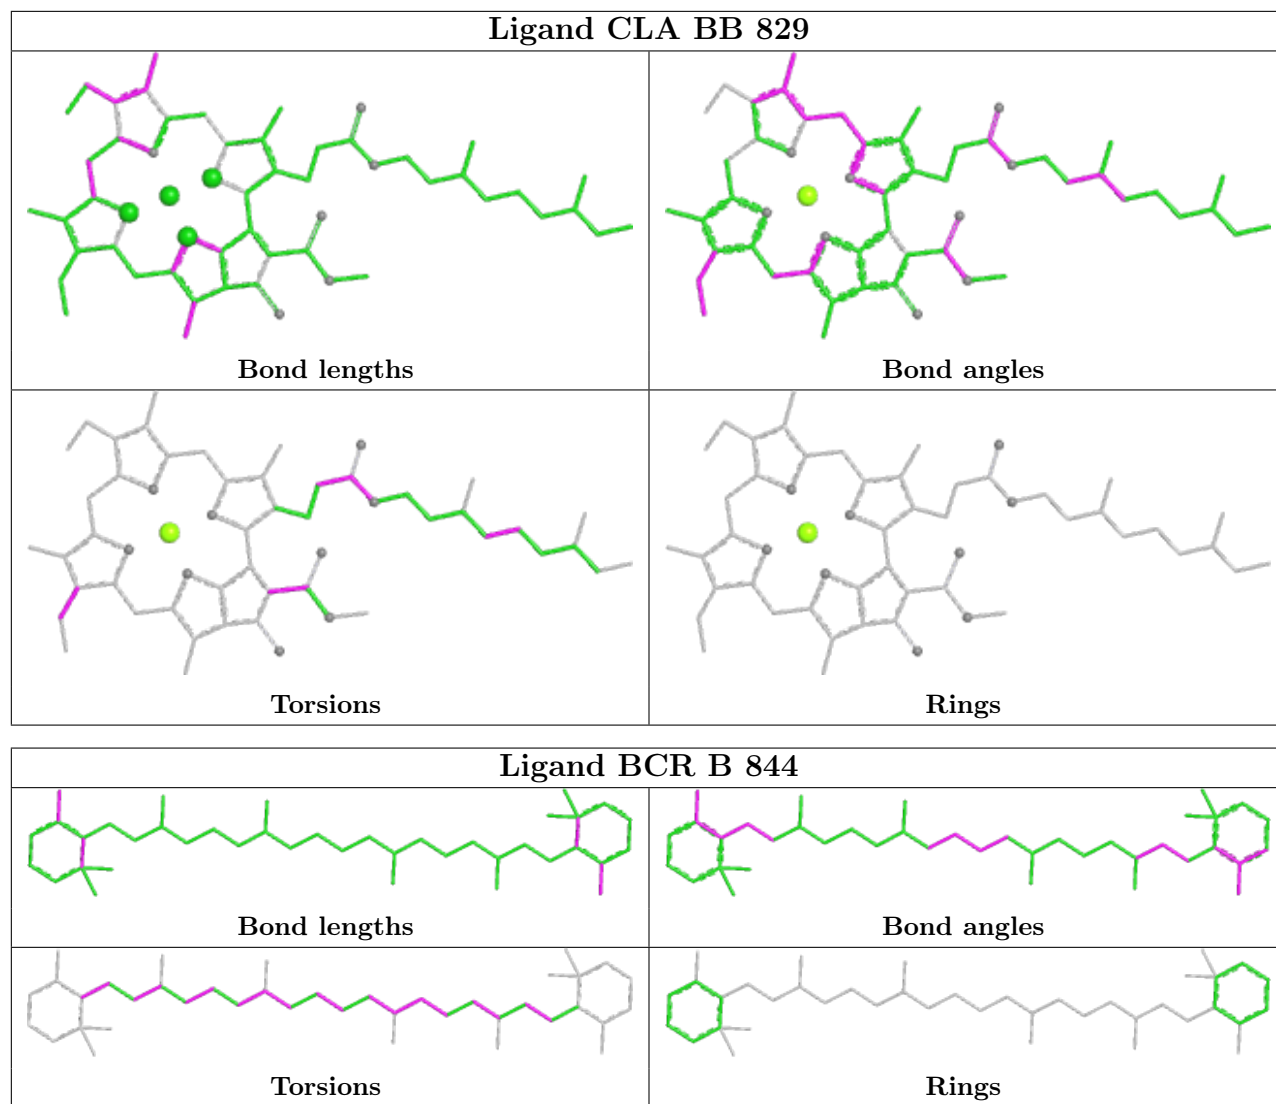 Ligand CLA BB 829
Bond lengths
Bond angles
Torsions
Rings
Ligand BCR B 844
Bond lengths
Bond angles
Torsions
Rings